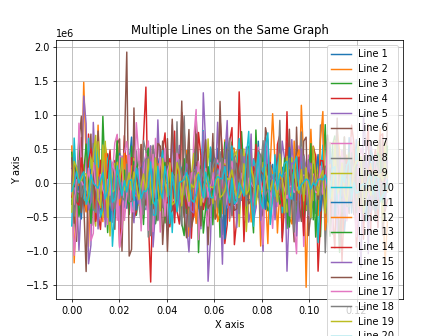 Multiple Lines on the Same Graph
1e6
2.0
1.5
1.0
0.5
0.0
−0.5
−1.0
−1.5
Y axis
0.00
0.02
0.04
0.06
0.08
0.10
X axis
Line 1
Line 2
Line 3
Line 4
Line 5
Line 6
Line 7
Line 8
Line 9
Line 10
Line 11
Line 12
Line 13
Line 14
Line 15
Line 16
Line 17
Line 18
Line 19
Line 20